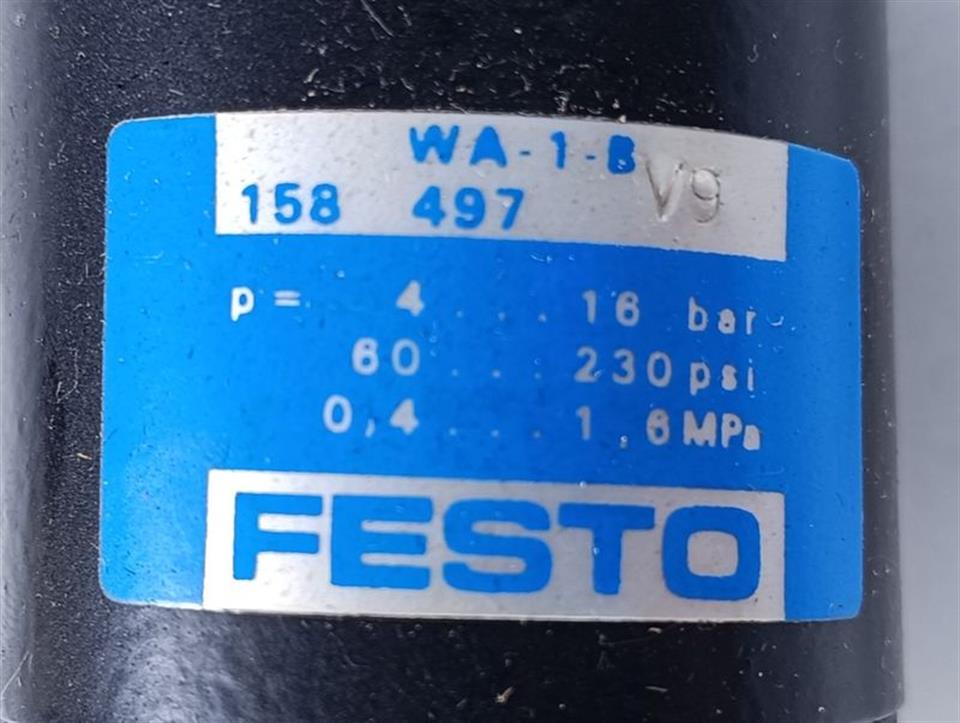 WA-1-B
158 497 V9
p = 4 . . . 16 bar
60 . . . 230 psi
0,4 . . . 1,6 MPa
FESTO